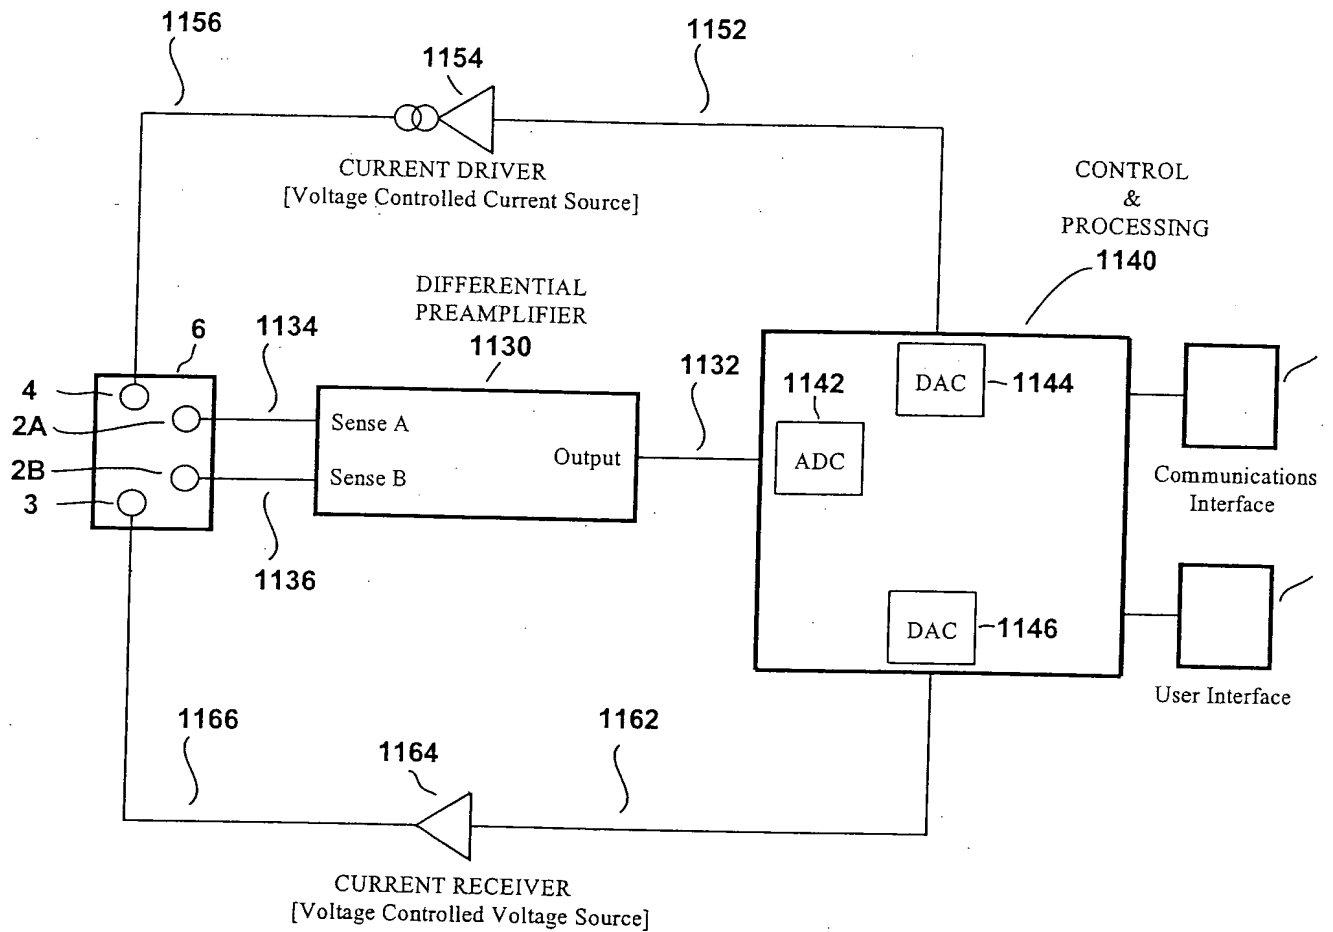 1156
1152
1154
CURRENT DRIVER
[Voltage Controlled Current Source]
CONTROL
&
PROCESSING
1140
DIFFERENTIAL
PREAMPLIFIER
1130
6
1134
1132
4
2A
2B
3
Sense A
Sense B
Output
1136
1142
ADC
DAC
1144
DAC
1146
Communications
Interface
User Interface
1166
1164
1162
CURRENT RECEIVER
[Voltage Controlled Voltage Source]